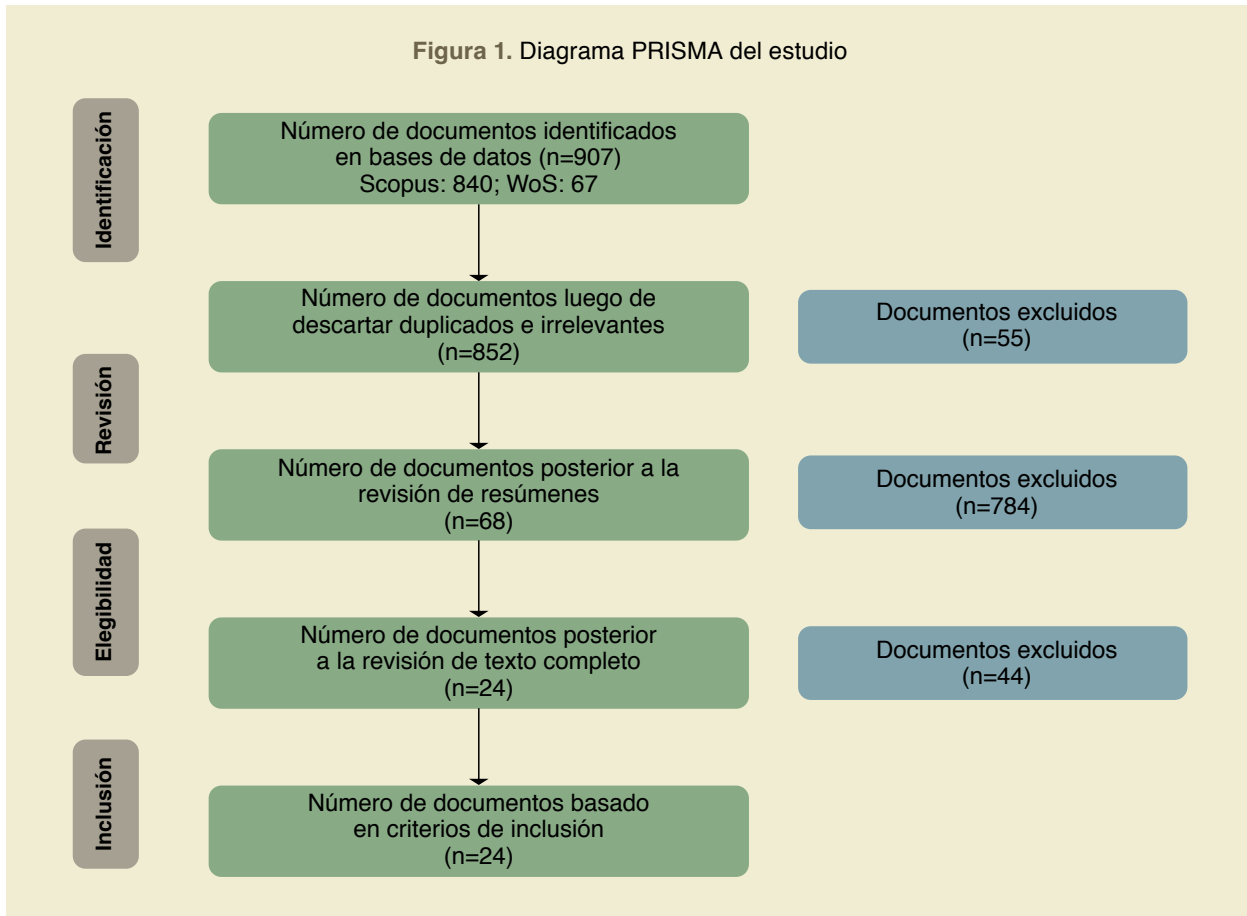 Figura 1. Diagrama PRISMA del estudio
Identificación
Número de documentos identificados
en bases de datos (n=907)
Scopus: 840; WoS: 67
Número de documentos luego de
descartar duplicados e irrelevantes
(n=852)
Documentos excluidos
(n=55)
Revisión
Número de documentos posterior a la
revisión de resúmenes
(n=68)
Documentos excluidos
(n=784)
Elegibilidad
Número de documentos posterior
a la revisión de texto completo
(n=24)
Documentos excluidos
(n=44)
Inclusión
Número de documentos basado
en criterios de inclusión
(n=24)